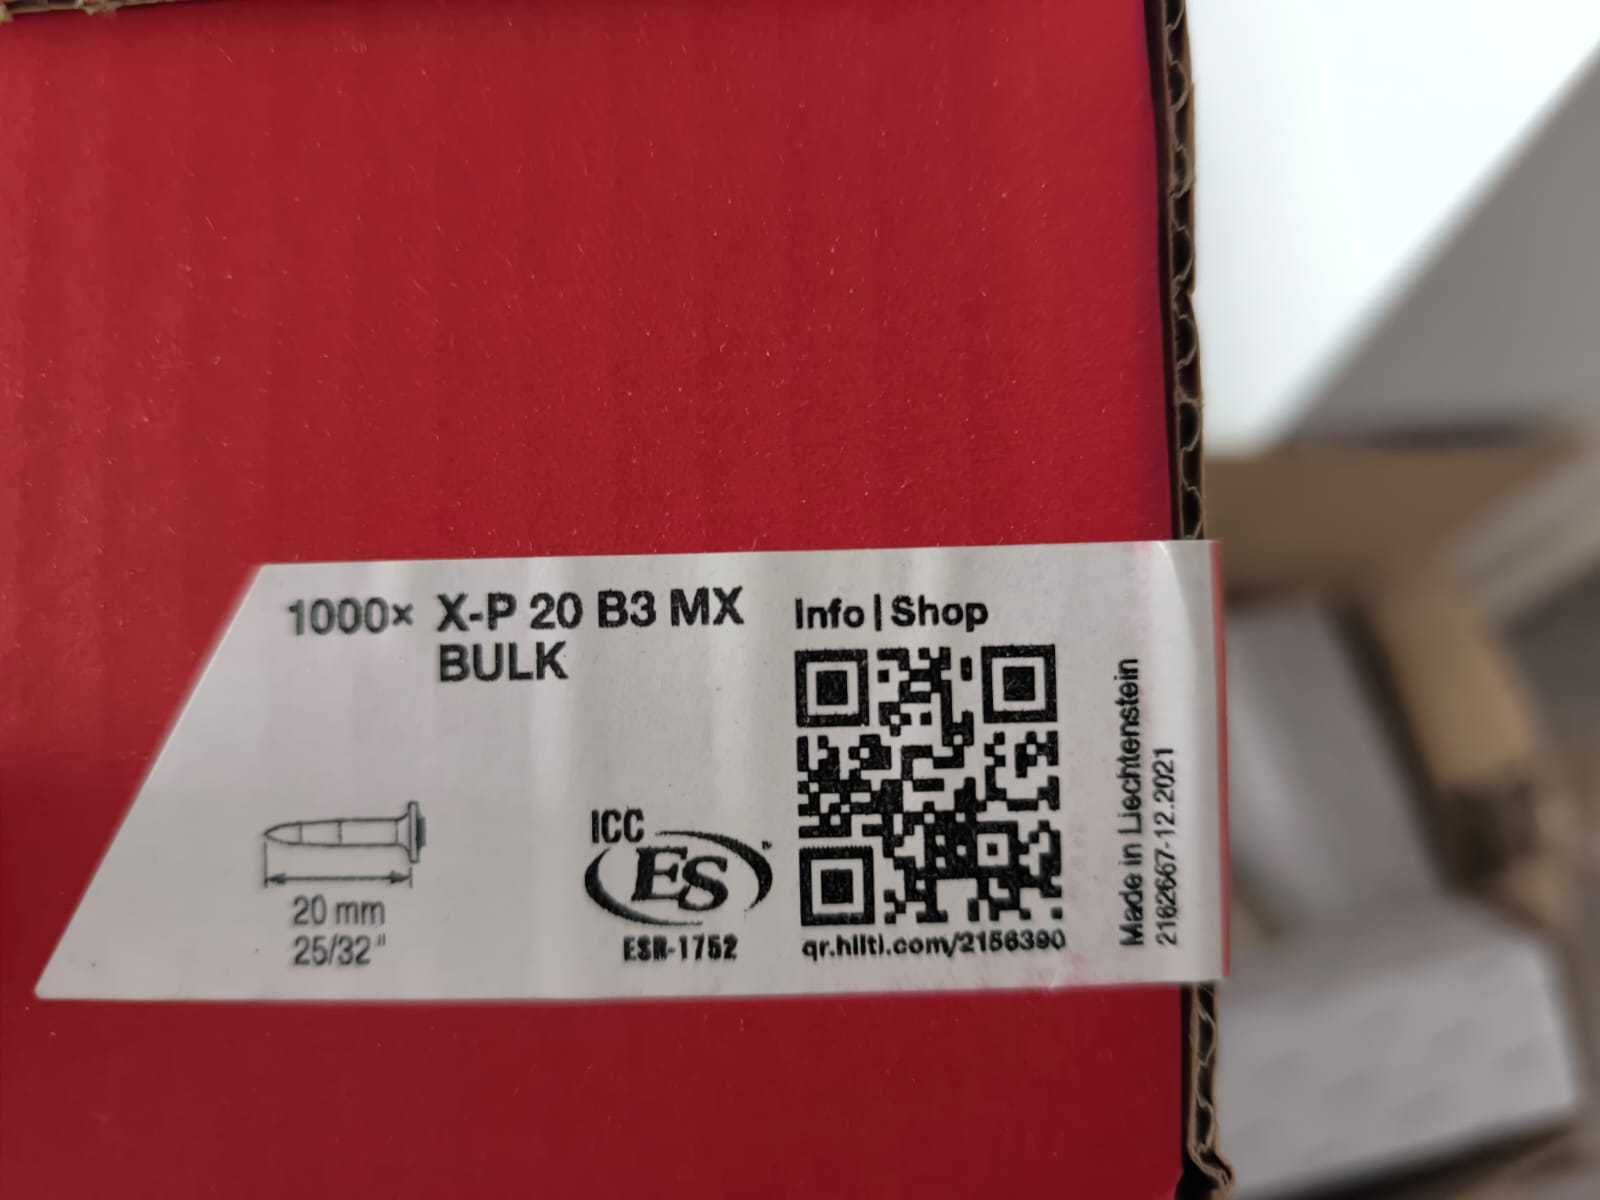 1000× X-P 20 B3 MX
BULK
20 mm
25/32"
ICC
ES
ESR-1752
Info | Shop
qr.hilti.com/2156390
Made in Liechtenstein
2162667-12.2021